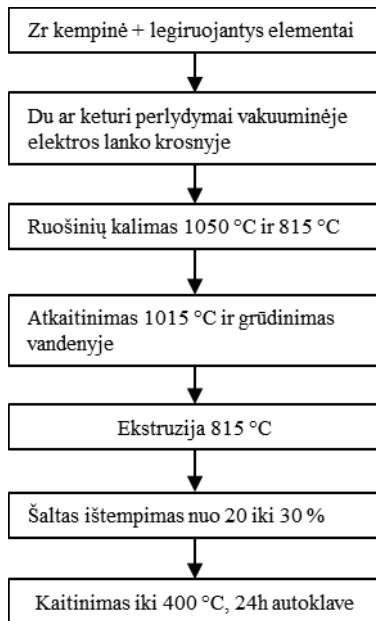 Zr kempinė + legiruojantys elementai
Du ar keturi perlydymai vakuuminėje
elektros lanko krosnyje
Ruošinių kalimas 1050 °C ir 815 °C
Atkaitinimas 1015 °C ir grūdinimas
vandenyje
Ekstruzija 815 °C
Šaltas ištempimas nuo 20 iki 30 %
Kaitinimas iki 400 °C, 24h autoklave